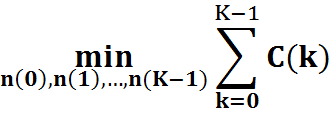 K−1
min ∑ C(k)
n(0),n(1),...,n(K−1) k=0